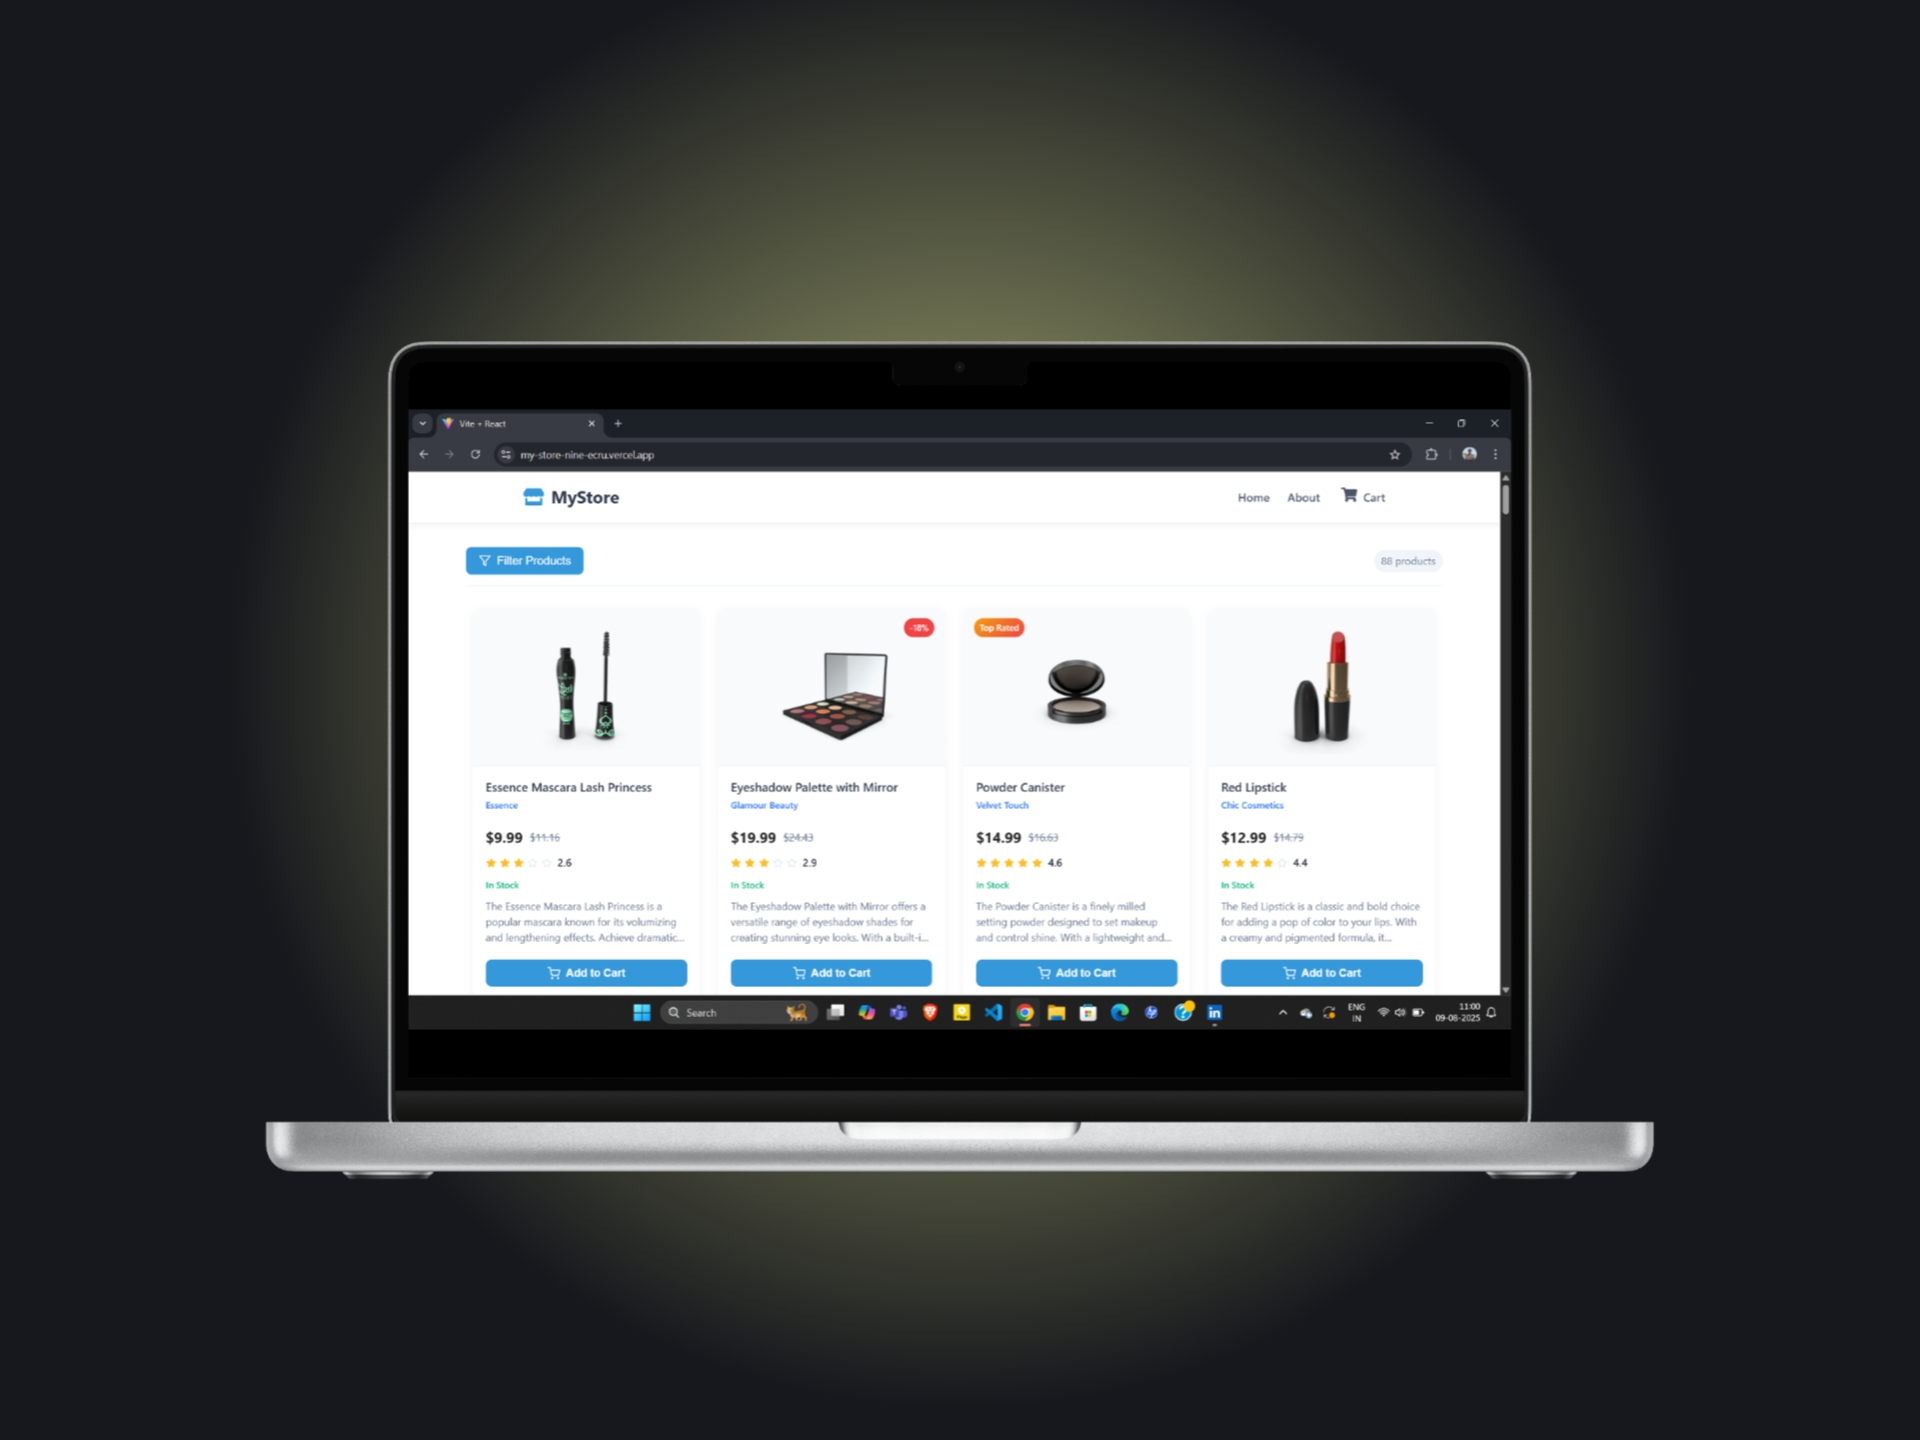 Vite + React
my-store-nine-ecru.vercel.app
MyStore
Home About Cart
Filter Products
88 products
-18%
Top Rated
Essence Mascara Lash Princess
Essence
$9.99 $11.16
2.6
In Stock
The Essence Mascara Lash Princess is a
popular mascara known for its volumizing
and lengthening effects. Achieve dramatic...
Add to Cart
Eyeshadow Palette with Mirror
Glamour Beauty
$19.99 $24.43
2.9
In Stock
The Eyeshadow Palette with Mirror offers a
versatile range of eyeshadow shades for
creating stunning eye looks. With a built-i...
Add to Cart
Powder Canister
Velvet Touch
$14.99 $16.63
4.6
In Stock
The Powder Canister is a finely milled
setting powder designed to set makeup
and control shine. With a lightweight and...
Add to Cart
Red Lipstick
Chic Cosmetics
$12.99 $14.79
4.4
In Stock
The Red Lipstick is a classic and bold choice
for adding a pop of color to your lips. With
a creamy and pigmented formula, it...
Add to Cart
Search
ENG
IN
11:00
09-08-2025